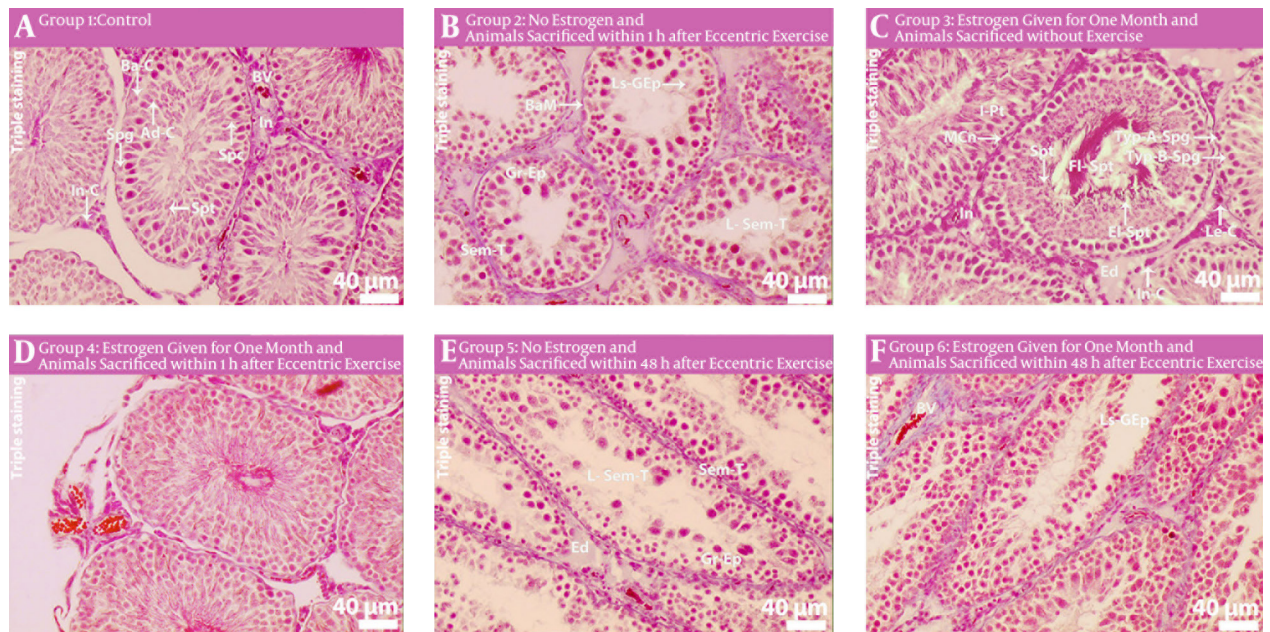 A Group 1:Control
Triple staining
Ba-C
BV
Spg
Ad-C
In
Spc
In-C
Spt
40 µm
B Group 2: No Estrogen and
Animals Sacrificed within 1 h after Eccentric Exercise
Triple staining
Ls-GEp
BaM
Gr-Ep
Sem-T
L- Sem-T
40 µm
C Group 3: Estrogen Given for One Month and
Animals Sacrificed without Exercise
Triple staining
I-Pt
MCn
Typ-A-Spg
Spt
Fl-Spt
Typ-B-Spg
In
El-Spt
Le-C
Ed
In-C
40 µm
D Group 4: Estrogen Given for One Month and
Animals Sacrificed within 1 h after Eccentric Exercise
Triple staining
40 µm
E Group 5: No Estrogen and
Animals Sacrificed within 48 h after Eccentric Exercise
Triple staining
L- Sem-T
Sem-T
Ed
Gr-Ep
40 µm
F Group 6: Estrogen Given for One Month and
Animals Sacrificed within 48 h after Eccentric Exercise
Triple staining
BV
Ls-GEp
40 µm